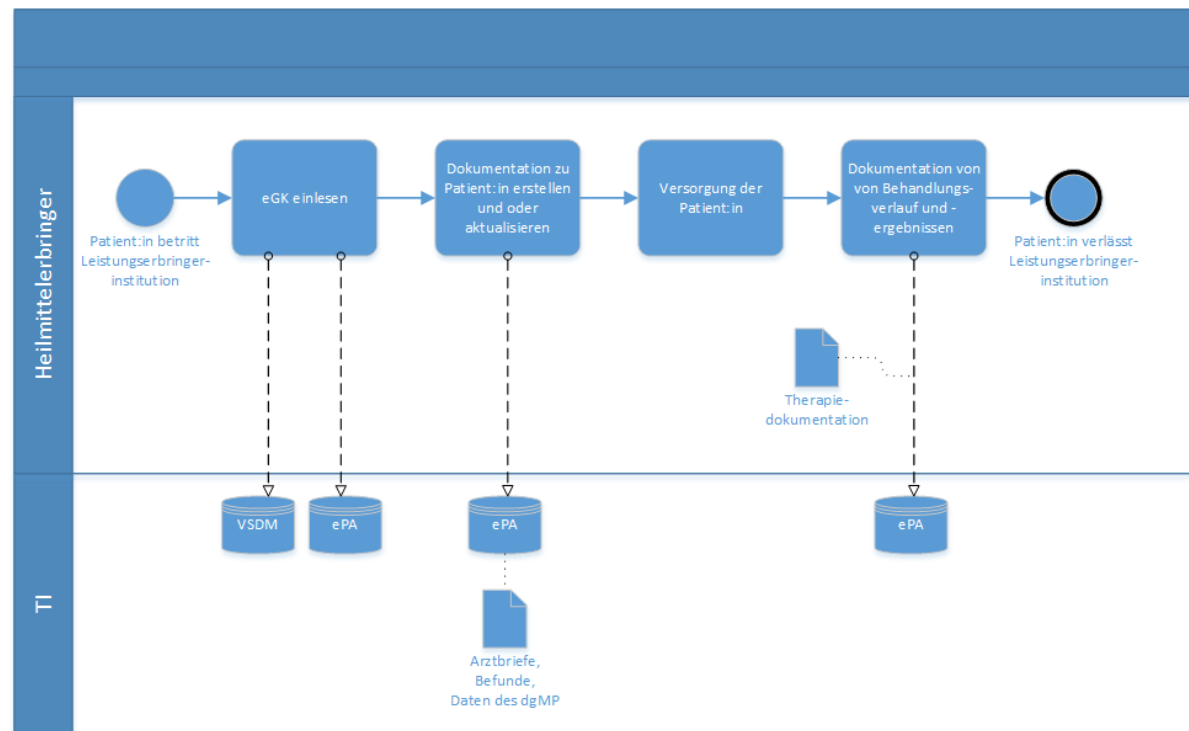 Heilmittelerbringer
Patient:in betritt
Leistungserbringer-
institution
eGK einlesen
Dokumentation zu
Patient:in erstellen
und oder
aktualisieren
Versorgung der
Patient:in
Dokumentation von
von Behandlungs-
verlauf und -
ergebnissen
Patient:in verlässt
Leistungserbringer-
institution
Therapie-
dokumentation
TI
VSDM
ePA
ePA
ePA
Arztbriefe,
Befunde,
Daten des dgMP